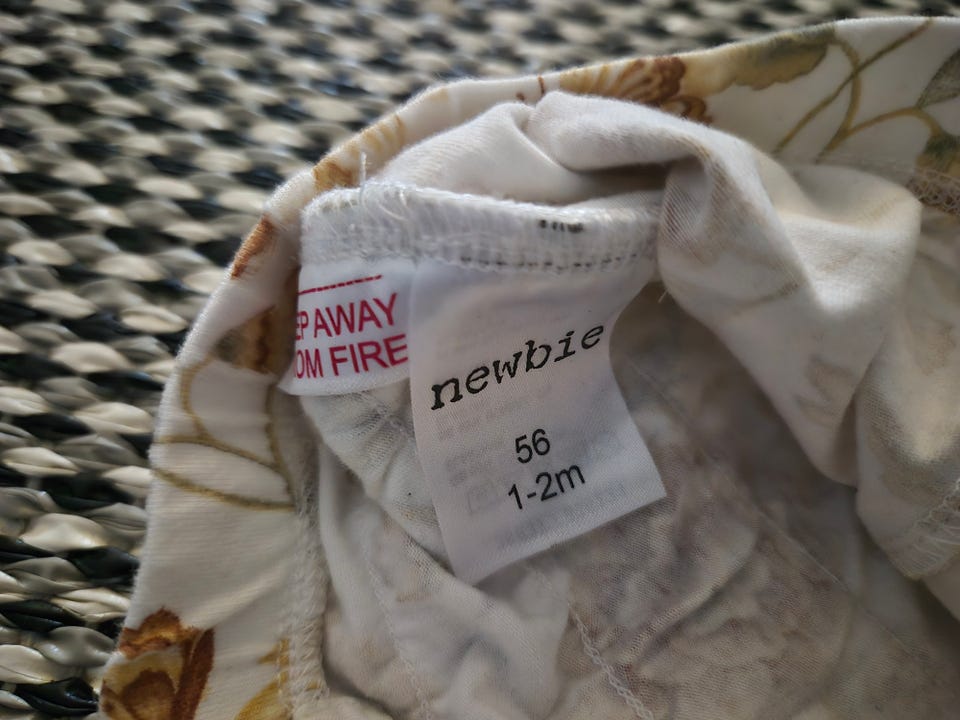 EP AWAY
OM FIRE
newbie
56
1-2m